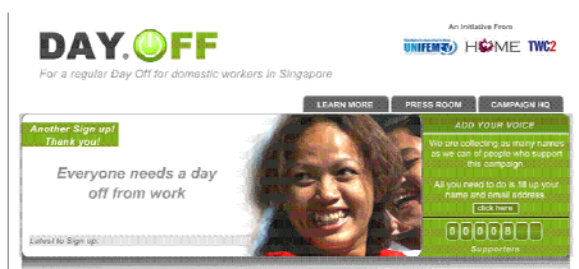 An Initiative From
DAY.OFF
UNIFEM HOME TWC2
For a regular Day Off for domestic workers in Singapore
LEARN MORE PRESS ROOM CAMPAIGN HQ
Another Sign up!
Thank you!
Everyone needs a day
off from work
Latest to Sign up:
ADD YOUR VOICE
We are collecting as many names
as we can of people who support
this campaign.
All you need to do is fill up your
name and email address.
click here
Supporters